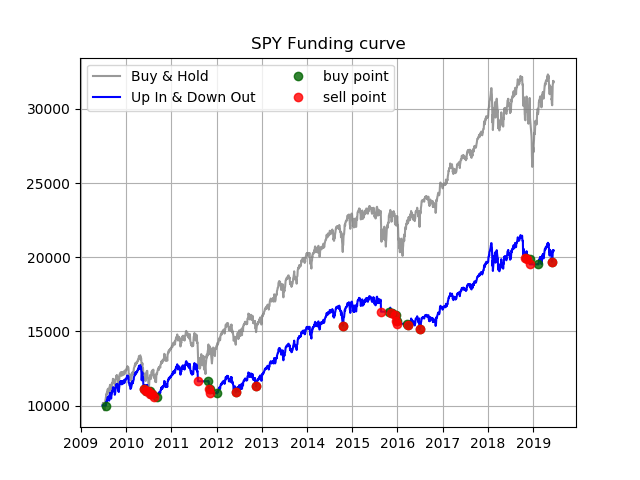 SPY Funding curve
Buy & Hold
Up In & Down Out
buy point
sell point
30000
25000
20000
15000
10000
2009 2010 2011 2012 2013 2014 2015 2016 2017 2018 2019